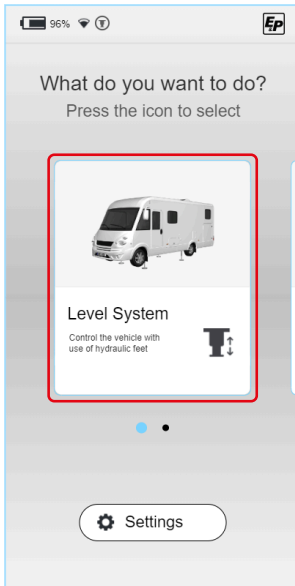 96%
EP
What do you want to do?
Press the icon to select
Level System
Control the vehicle with
use of hydraulic feet
Settings